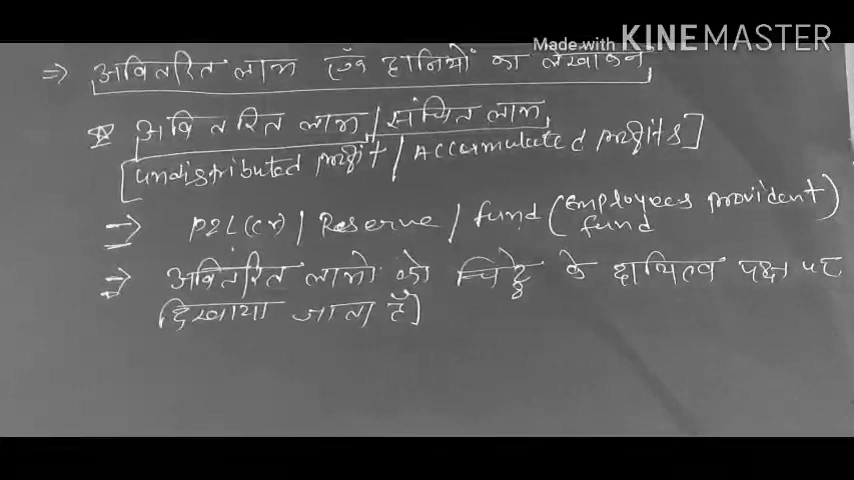 Made with KINEMASTER
⇒ अवितरित लाभ एवं हानियों का लेखांकन
☆ अवितरित लाभ / संचित लाभ
[undistributed profit / Accumulated profits]
⇒ P&L(cr) / Reserve / fund (Employees provident fund)
⇒ अवितरित लाभो को चिट्ठे के दायित्व पक्ष पर
दिखाया जाता है]